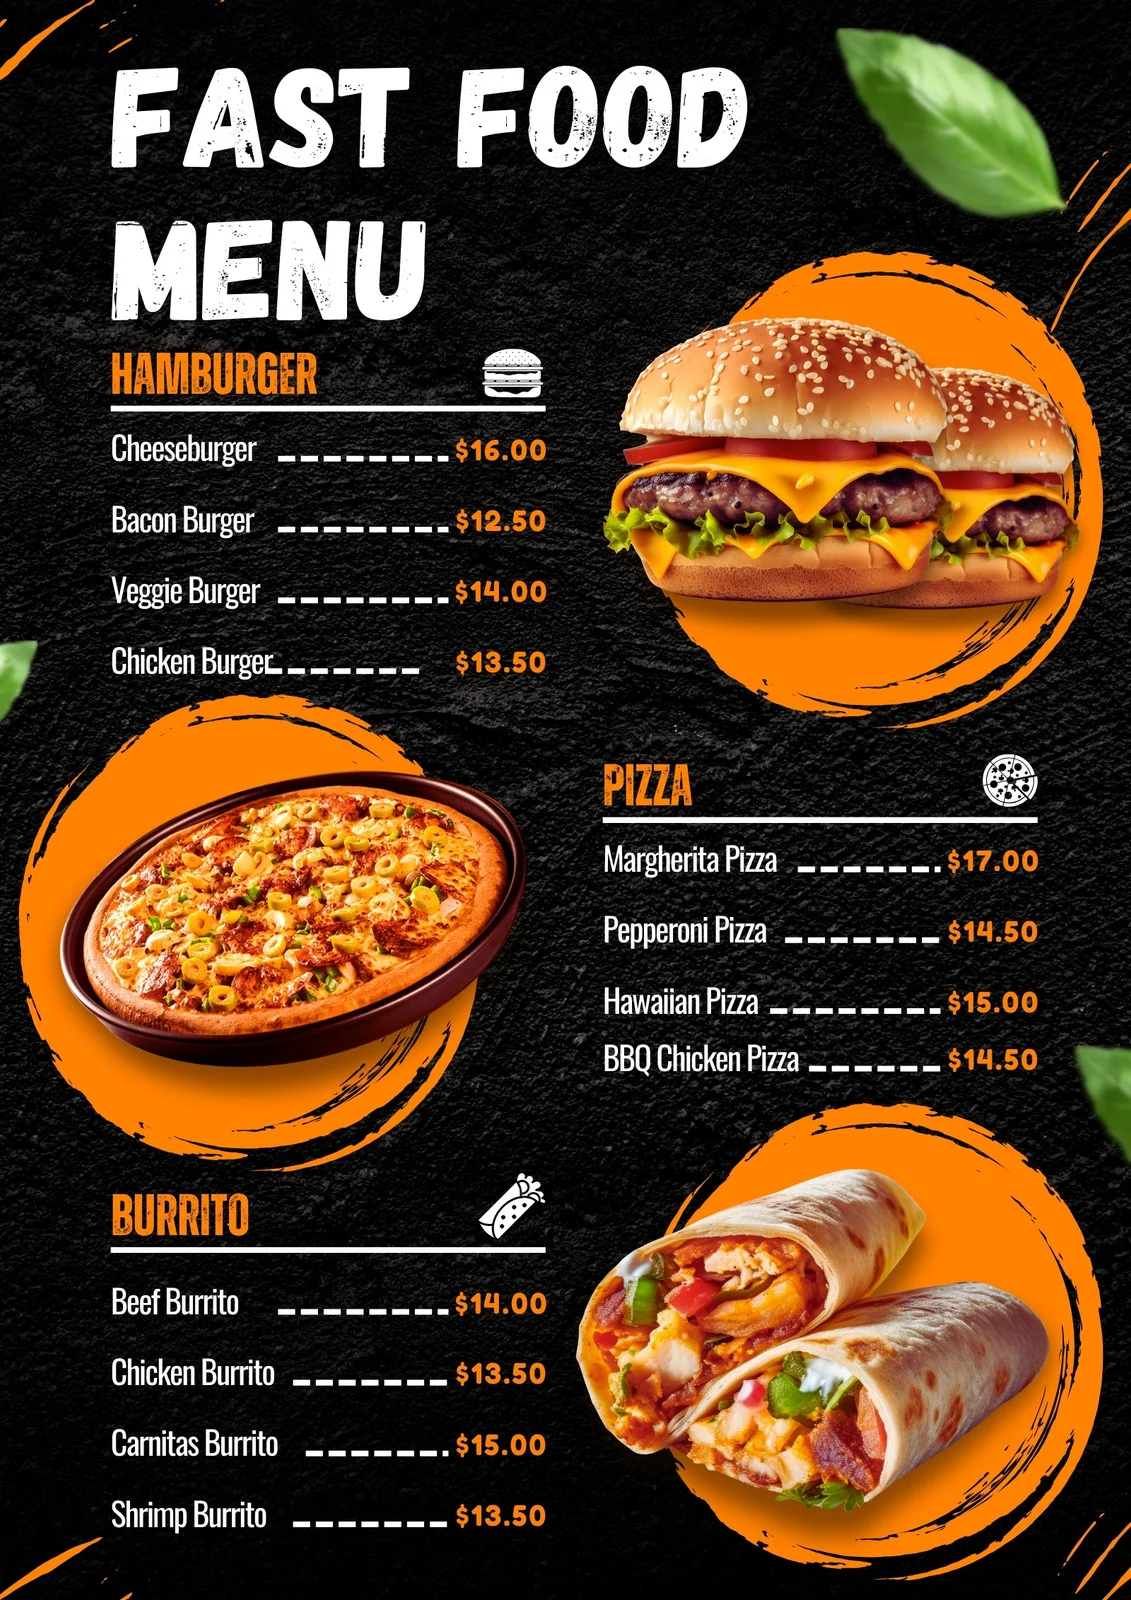 FAST FOOD
MENU
HAMBURGER
Cheeseburger $16.00
Bacon Burger $12.50
Veggie Burger $14.00
Chicken Burger $13.50
PIZZA
Margherita Pizza $17.00
Pepperoni Pizza $14.50
Hawaiian Pizza $15.00
BBQ Chicken Pizza $14.50
BURRITO
Beef Burrito $14.00
Chicken Burrito $13.50
Carnitas Burrito $15.00
Shrimp Burrito $13.50